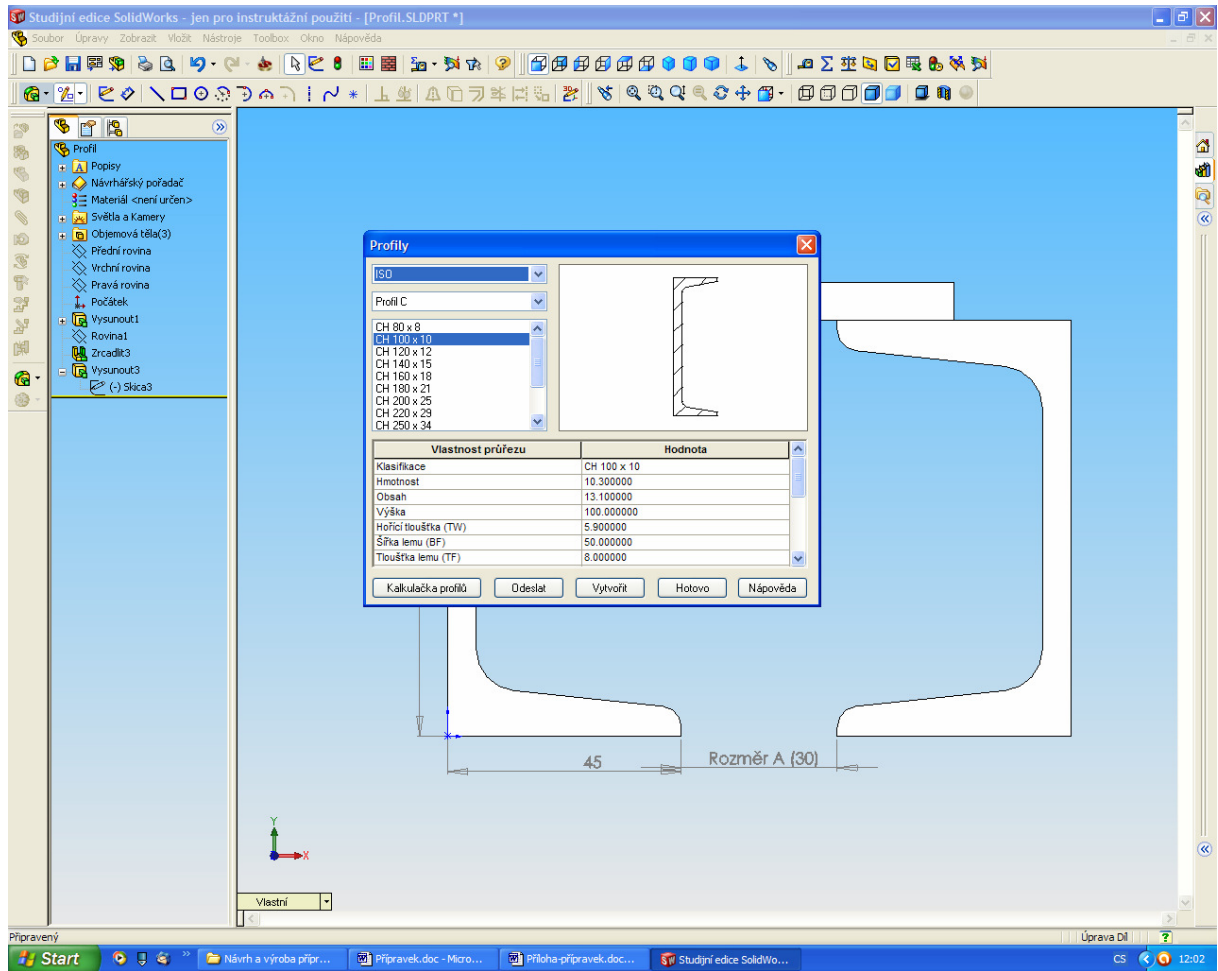 Studijní edice SolidWorks - jen pro instruktážní použití - [Profil.SLDPRT *]
Soubor Úpravy Zobrazit Vložit Nástroje Toolbox Okno Nápověda
Profil
Popisy
Návrhářský pořadač
Materiál <není určen>
Světla a Kamery
Objemová těla(3)
Přední rovina
Vrchní rovina
Pravá rovina
Počátek
Vysunout1
Rovina1
Zrcadlit3
Vysunout3
(-) Skica3
Profily
ISO
Profil C
CH 80 x 8
CH 100 x 10
CH 120 x 12
CH 140 x 15
CH 160 x 18
CH 180 x 21
CH 200 x 25
CH 220 x 29
CH 250 x 34
Vlastnost průřezu Hodnota
Klasifikace CH 100 x 10
Hmotnost 10.300000
Obsah 13.100000
Výška 100.000000
Hořící tloušťka (TW) 5.900000
Šířka lemu (BF) 50.000000
Tloušťka lemu (TF) 8.000000
Kalkulačka profilů Odeslat Vytvořit Hotovo Nápověda
45 Rozměr A (30)
Y
X
Vlastní
Připravený Úprava Díl
Start Návrh a výroba přípr... Přípravek.doc - Micro... Příloha-přípravek.doc... Studijní edice SolidWo... CS 12:02